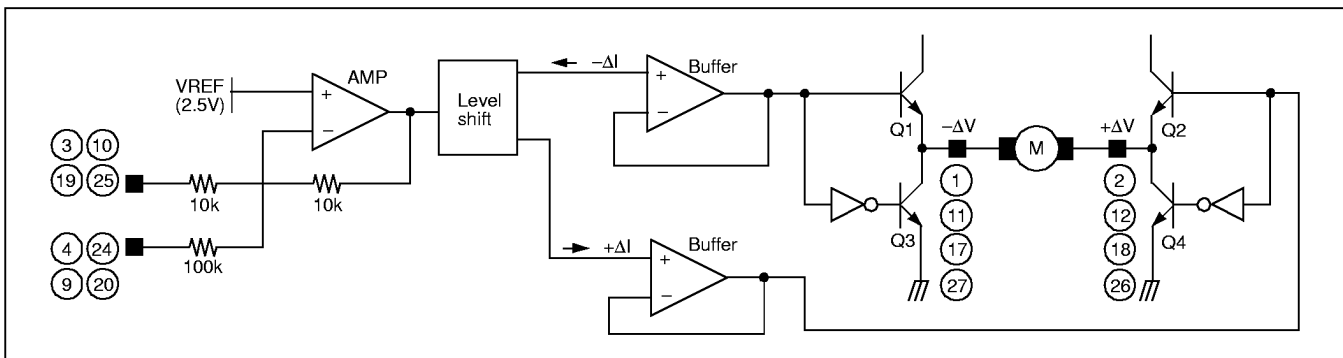 VREF
(2.5V)
AMP
+
−
3 10
19 25
10k
10k
4 24
9 20
100k
Level
shift
−ΔI
+ΔI
Buffer
+
−
Buffer
+
−
Q1
Q3
−ΔV
M
+ΔV
Q2
Q4
1
11
17
27
2
12
18
26